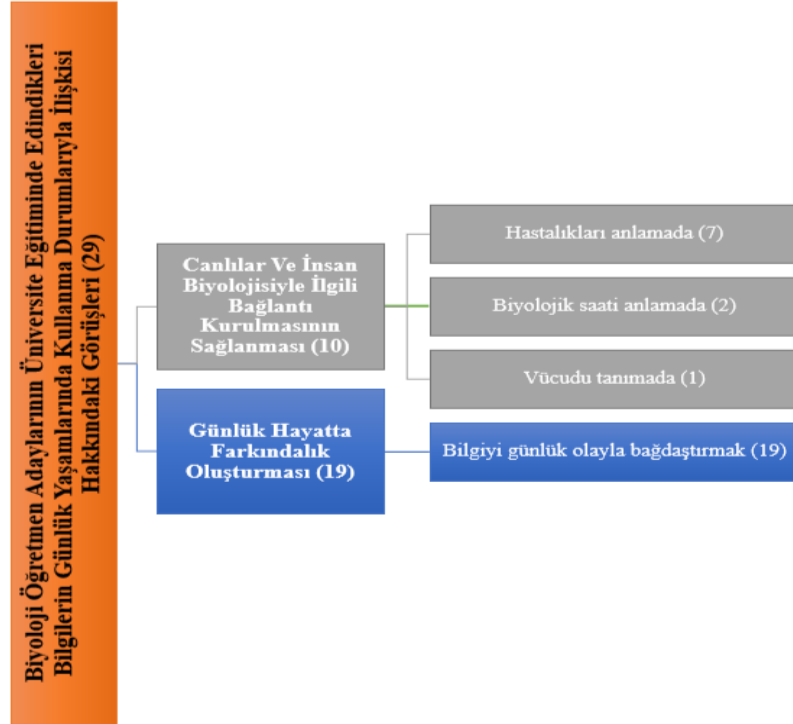 Biyoloji Öğretmen Adaylarının Üniversite Eğitiminde Edindikleri
Bilgilerin Günlük Yaşamlarında Kullanma Durumlarıyla İlişkisi
Hakkındaki Görüşleri (29)
Canlılar Ve İnsan
Biyolojisiyle İlgili
Bağlantı
Kurulmasının
Sağlanması (10)
Hastalıkları anlamada (7)
Biyolojik saati anlamada (2)
Vücudu tanımada (1)
Günlük Hayatta
Farkındalık
Oluşturması (19)
Bilgiyi günlük olayla bağdaştırmak (19)